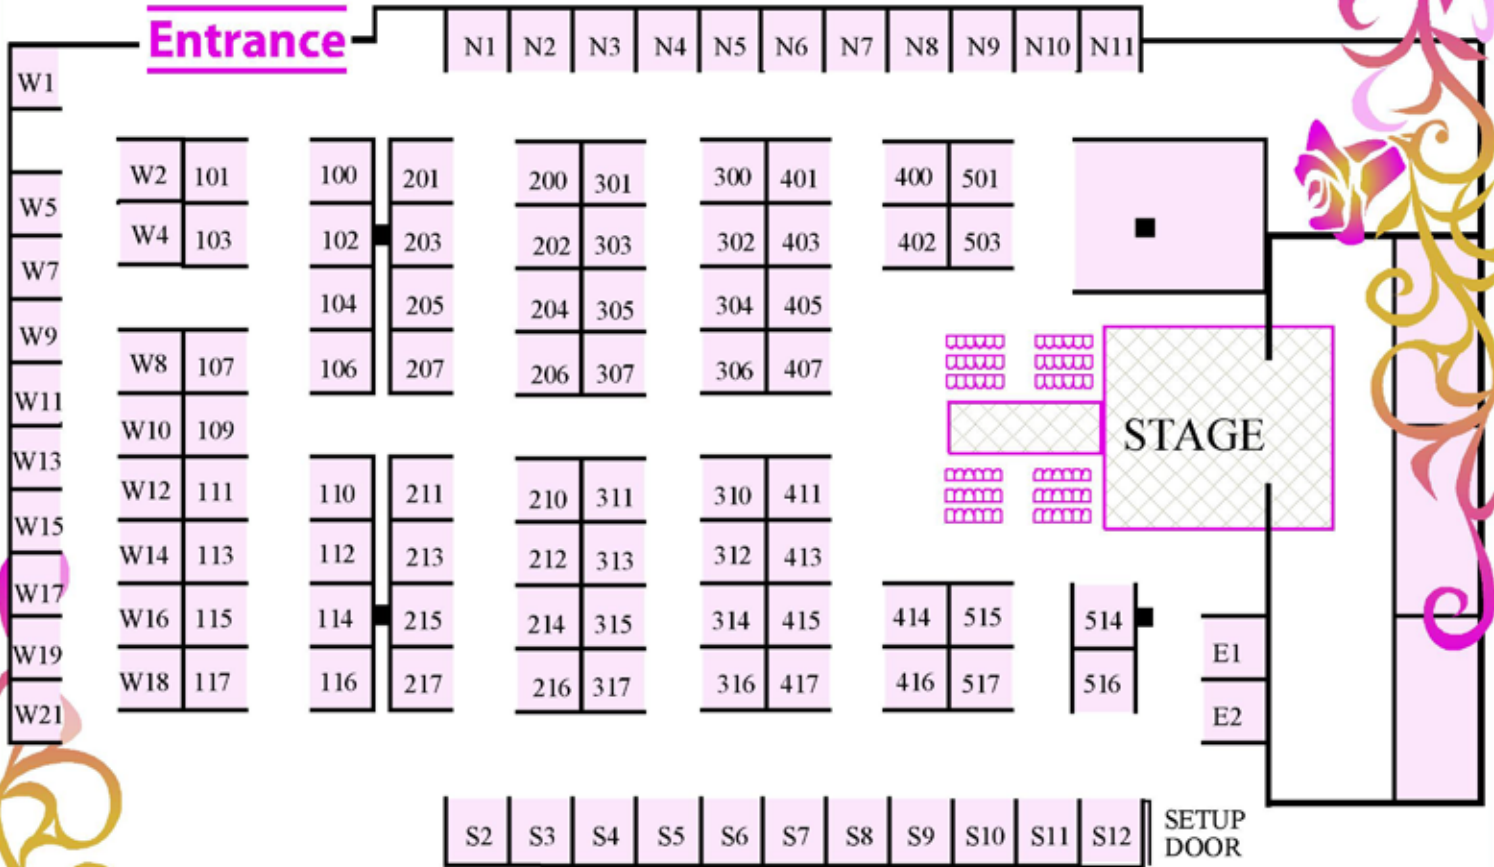 Entrance
N1 N2 N3 N4 N5 N6 N7 N8 N9 N10 N11
W1
W2 101 100 201 200 301 300 401 400 501
W5
W4 103 102 203 202 303 302 403 402 503
W7
104 205 204 305 304 405
W9
W8 107 106 207 206 307 306 407
W11
W10 109 STAGE
W13
W12 111 110 211 210 311 310 411
W15
W14 113 112 213 212 313 312 413
W17
W16 115 114 215 214 315 314 415 414 515 514
W19 E1
W18 117 116 217 216 317 316 417 416 517 516
W21 E2
S2 S3 S4 S5 S6 S7 S8 S9 S10 S11 S12
SETUP
DOOR